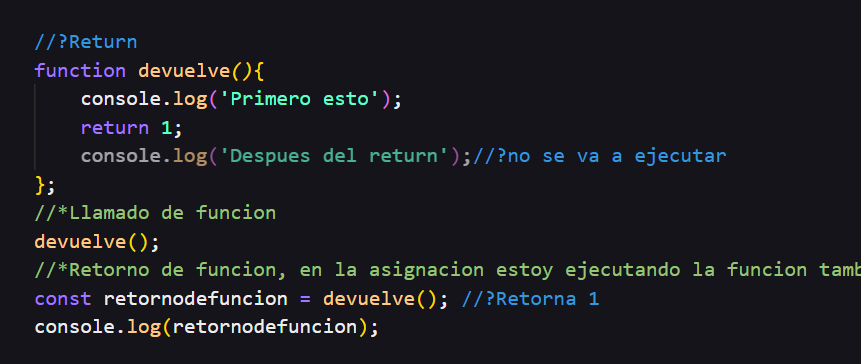 //?Return
function devuelve(){
    console.log('Primero esto');
    return 1;
    console.log('Despues del return');//?no se va a ejecutar
};
//*Llamado de funcion
devuelve();
//*Retorno de funcion, en la asignacion estoy ejecutando la funcion
const retornodefuncion = devuelve(); //?Retorna 1
console.log(retornodefuncion);